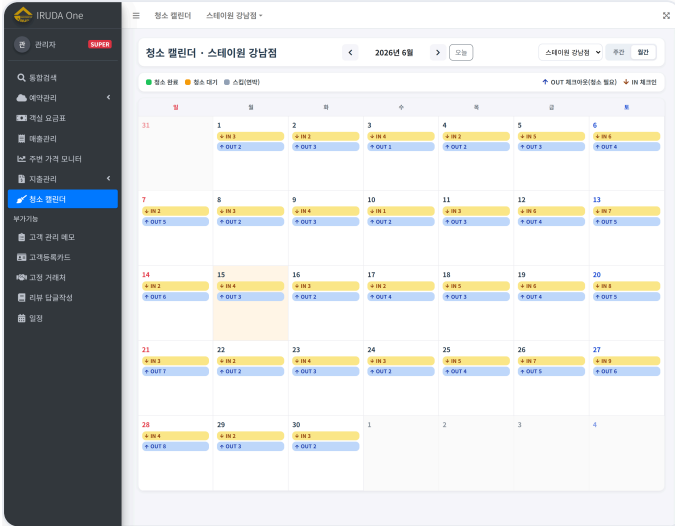 IRUDA One
청소 캘린더 스테이원 강남점
관 관리자 SUPER
통합검색
예약관리
객실 요금표
매출관리
주변 가격 모니터
지출관리
청소 캘린더
부가기능
고객 관리 메모
고객등록카드
고정 거래처
리뷰 답글작성
일정
청소 캘린더 · 스테이원 강남점
2026년 6월
오늘
스테이원 강남점
주간 월간
청소 완료 청소 대기 스킵(연박)
↑ OUT 체크아웃(청소 필요) ↓ IN 체크인
일 월 화 수 목 금 토
31 1 2 3 4 5 6
↓ IN 3 ↓ IN 2 ↓ IN 4 ↓ IN 2 ↓ IN 5 ↓ IN 6
↑ OUT 2 ↑ OUT 3 ↑ OUT 1 ↑ OUT 2 ↑ OUT 3 ↑ OUT 4
7 8 9 10 11 12 13
↓ IN 2 ↓ IN 3 ↓ IN 4 ↓ IN 1 ↓ IN 3 ↓ IN 6 ↓ IN 7
↑ OUT 5 ↑ OUT 2 ↑ OUT 3 ↑ OUT 2 ↑ OUT 3 ↑ OUT 4 ↑ OUT 5
14 15 16 17 18 19 20
↓ IN 2 ↓ IN 4 ↓ IN 3 ↓ IN 2 ↓ IN 5 ↓ IN 6 ↓ IN 8
↑ OUT 6 ↑ OUT 3 ↑ OUT 2 ↑ OUT 4 ↑ OUT 3 ↑ OUT 4 ↑ OUT 5
21 22 23 24 25 26 27
↓ IN 3 ↓ IN 2 ↓ IN 4 ↓ IN 3 ↓ IN 5 ↓ IN 7 ↓ IN 9
↑ OUT 7 ↑ OUT 2 ↑ OUT 3 ↑ OUT 2 ↑ OUT 4 ↑ OUT 5 ↑ OUT 6
28 29 30 1 2 3 4
↓ IN 4 ↓ IN 2 ↓ IN 3
↑ OUT 8 ↑ OUT 3 ↑ OUT 2